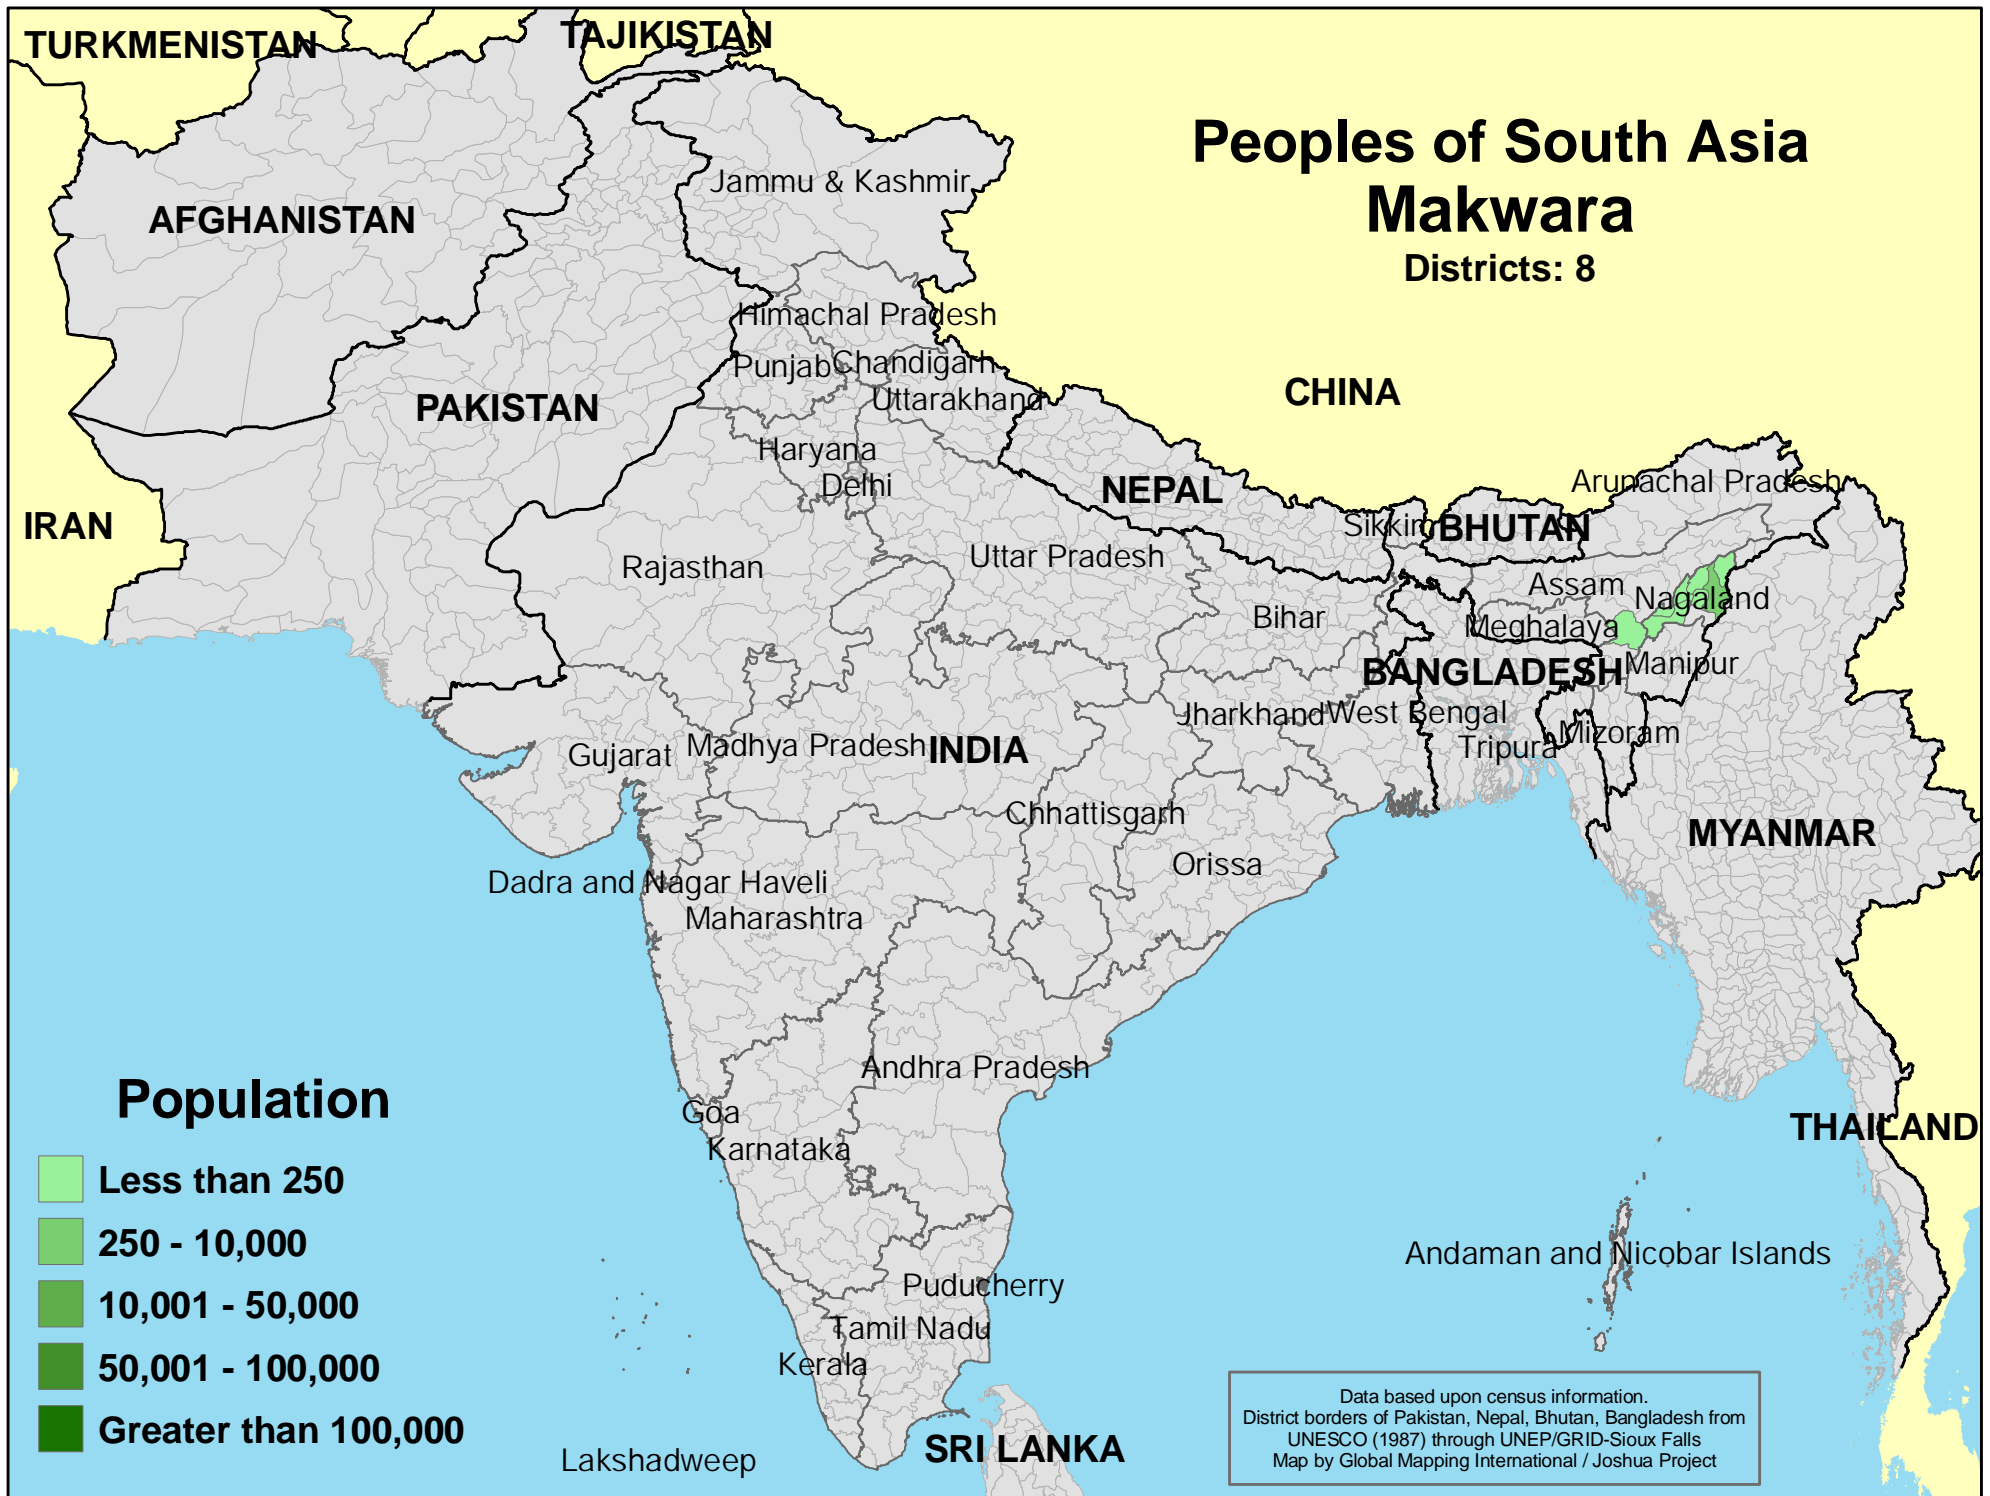 TURKMENISTAN
TAJIKISTAN
Peoples of South Asia
Makwara
Districts: 8
Jammu & Kashmir
AFGHANISTAN
Himachal Pradesh
Punjab
Chandigarh
CHINA
Uttarakhand
PAKISTAN
Haryana
Delhi
NEPAL
Arunachal Pradesh
IRAN
Sikkim
BHUTAN
Uttar Pradesh
Rajasthan
Assam
Nagaland
Bihar
Meghalaya
BANGLADESH
Manipur
Jharkhand
West Bengal
Gujarat
Madhya Pradesh
INDIA
Tripura
Mizoram
Chhattisgarh
MYANMAR
Orissa
Dadra and Nagar Haveli
Maharashtra
Andhra Pradesh
Goa
Karnataka
THAILAND
Andaman and Nicobar Islands
Puducherry
Tamil Nadu
Kerala
Lakshadweep
SRI LANKA
Population
Less than 250
250 - 10,000
10,001 - 50,000
50,001 - 100,000
Greater than 100,000
Data based upon census information.
District borders of Pakistan, Nepal, Bhutan, Bangladesh from
UNESCO (1987) through UNEP/GRID-Sioux Falls
Map by Global Mapping International / Joshua Project